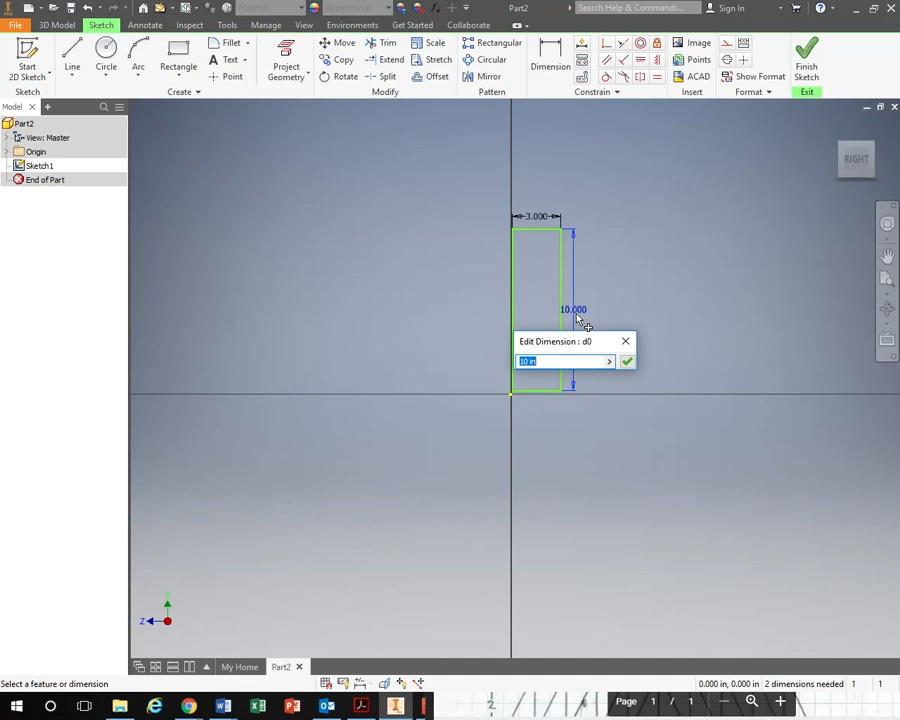 Material
Appearance
Part2
Search Help & Commands...
Sign In
File
3D Model
Sketch
Annotate
Inspect
Tools
Manage
View
Environments
Get Started
Collaborate
Start
2D Sketch
Line
Circle
Arc
Rectangle
Fillet
Text
Point
Project
Geometry
Move
Copy
Rotate
Trim
Extend
Split
Scale
Stretch
Offset
Rectangular
Circular
Mirror
Dimension
Image
Points
ACAD
Show Format
Finish
Sketch
Sketch
Create
Modify
Pattern
Constrain
Insert
Format
Exit
Model
Part2
View: Master
Origin
Sketch1
End of Part
RIGHT
3.000
10.000
Edit Dimension : d0
10 in
Y
Z
My Home
Part2
Select a feature or dimension
0.000 in, 0.000 in
2 dimensions needed
1
1
Page 1 / 1